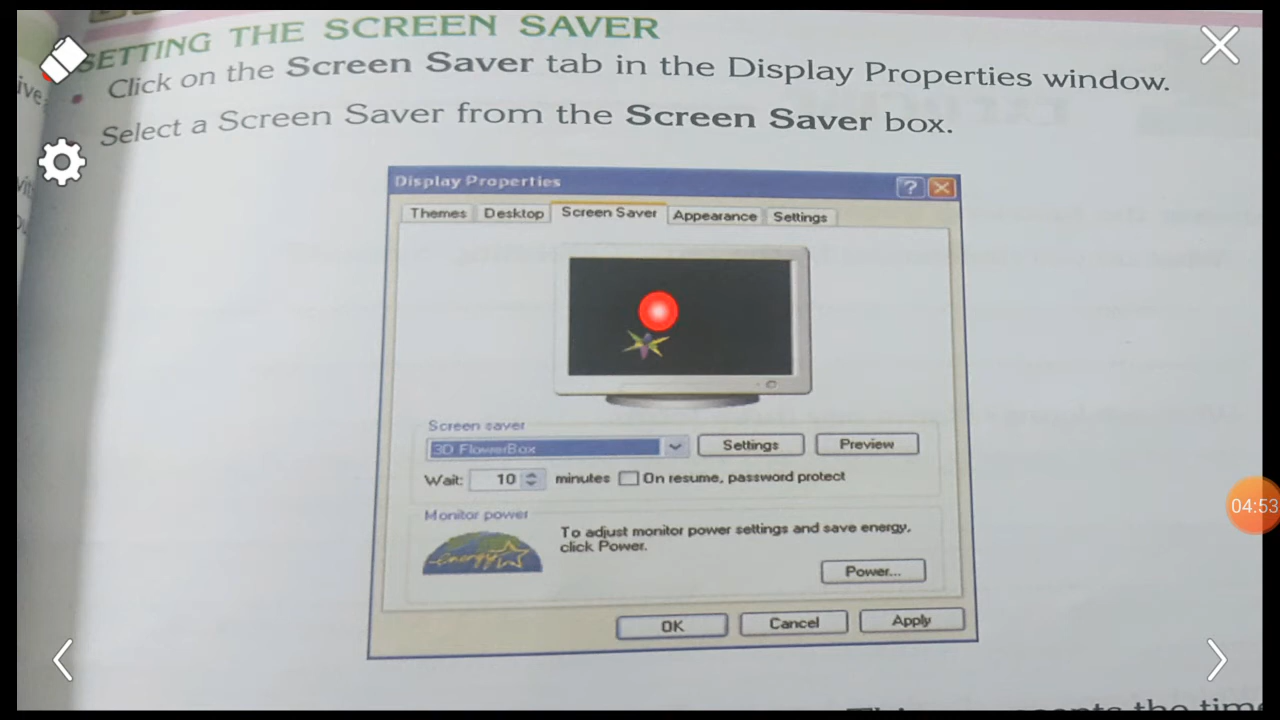 SETTING THE SCREEN SAVER
Click on the Screen Saver tab in the Display Properties window.
Select a Screen Saver from the Screen Saver box.
Display Properties
Themes Desktop Screen Saver Appearance Settings
Screen saver
3D FlowerBox Settings Preview
Wait: 10 minutes On resume, password protect
Monitor power
To adjust monitor power settings and save energy,
click Power.
energy
Power...
OK Cancel Apply
04:53
the time